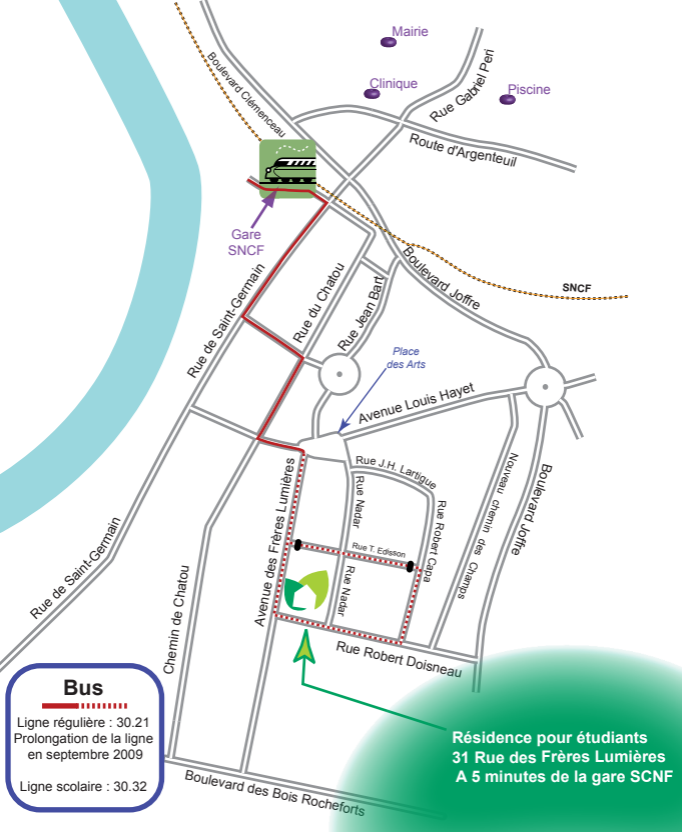 Mairie
Clinique
Piscine
Rue Gabriel Peri
Boulevard Clémenceau
Route d'Argenteuil
Gare
SNCF
SNCF
Boulevard Joffre
Rue de Saint-Germain
Rue du Chatou
Rue Jean Bart
Place
des Arts
Avenue Louis Hayet
Rue J.H. Lartigue
Rue Nadar
Rue Robert Capa
Nouveau chemin des Champs
Boulevard Joffre
Avenue des Frères Lumières
Rue T. Edisson
Rue Nadar
Rue de Saint-Germain
Chemin de Chatou
Rue Robert Doisneau
Bus
Ligne régulière : 30.21
Prolongation de la ligne
en septembre 2009
Ligne scolaire : 30.32
Boulevard des Bois Rocheforts
Résidence pour étudiants
31 Rue des Frères Lumières
A 5 minutes de la gare SCNF